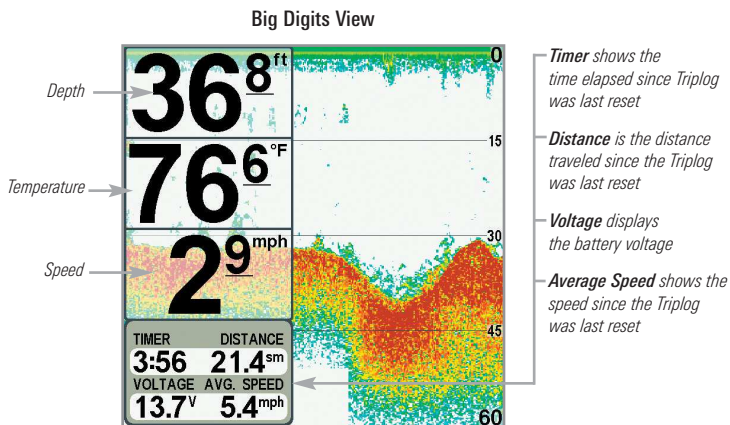 Big Digits View
Depth
36 8 ft
Temperature
76 6 °F
Speed
2 9 mph
TIMER DISTANCE
3:56 21.4 sm
VOLTAGE AVG. SPEED
13.7 V 5.4 mph
0
15
30
45
60
Timer shows the
time elapsed since Triplog
was last reset
Distance is the distance
traveled since the Triplog
was last reset
Voltage displays
the battery voltage
Average Speed shows the
speed since the Triplog
was last reset